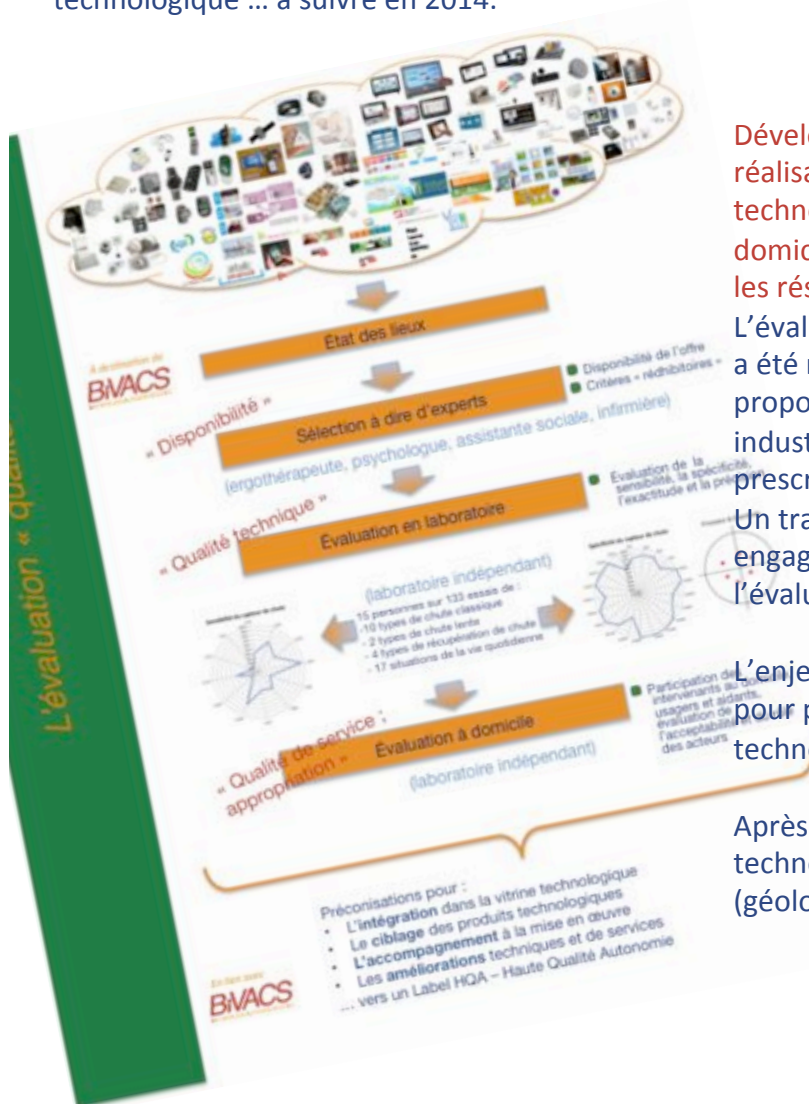 technologique … à suivre en 2014.
L'évaluation « qualité
À destination de
BiVACS
État des lieux
« Disponibilité »
Sélection à dire d'experts
Disponibilité de l'offre
Critères « rédhibitoires »
(ergothérapeute, psychologue, assistante sociale, infirmière)
« Qualité technique »
Évaluation en laboratoire
Évaluation de la
sensibilité, la spécificité,
l'exactitude et la précision
(laboratoire indépendant)
15 personnes sur 133 essais de :
-10 types de chute classique
- 2 types de chute lente
- 4 types de récupération de chute
- 17 situations de la vie quotidienne
« Qualité de service ;
appropriation »
Évaluation à domicile
(laboratoire indépendant)
Participation des
intervenants au
usagers et aidants,
évaluation de
l'acceptabilité
des acteurs
Préconisations pour :
• L'intégration dans la vitrine technologique
• Le ciblage des produits technologiques
• L'accompagnement à la mise en œuvre
• Les améliorations techniques et de services
… vers un Label HQA – Haute Qualité Autonomie
En lien avec
BiVACS
Dével
réalisa
techno
domic
les rés
L'éval
a été r
propo
indust
prescr
Un tra
engag
l'évalu
L'enje
pour p
techno
Après
techno
(géolo